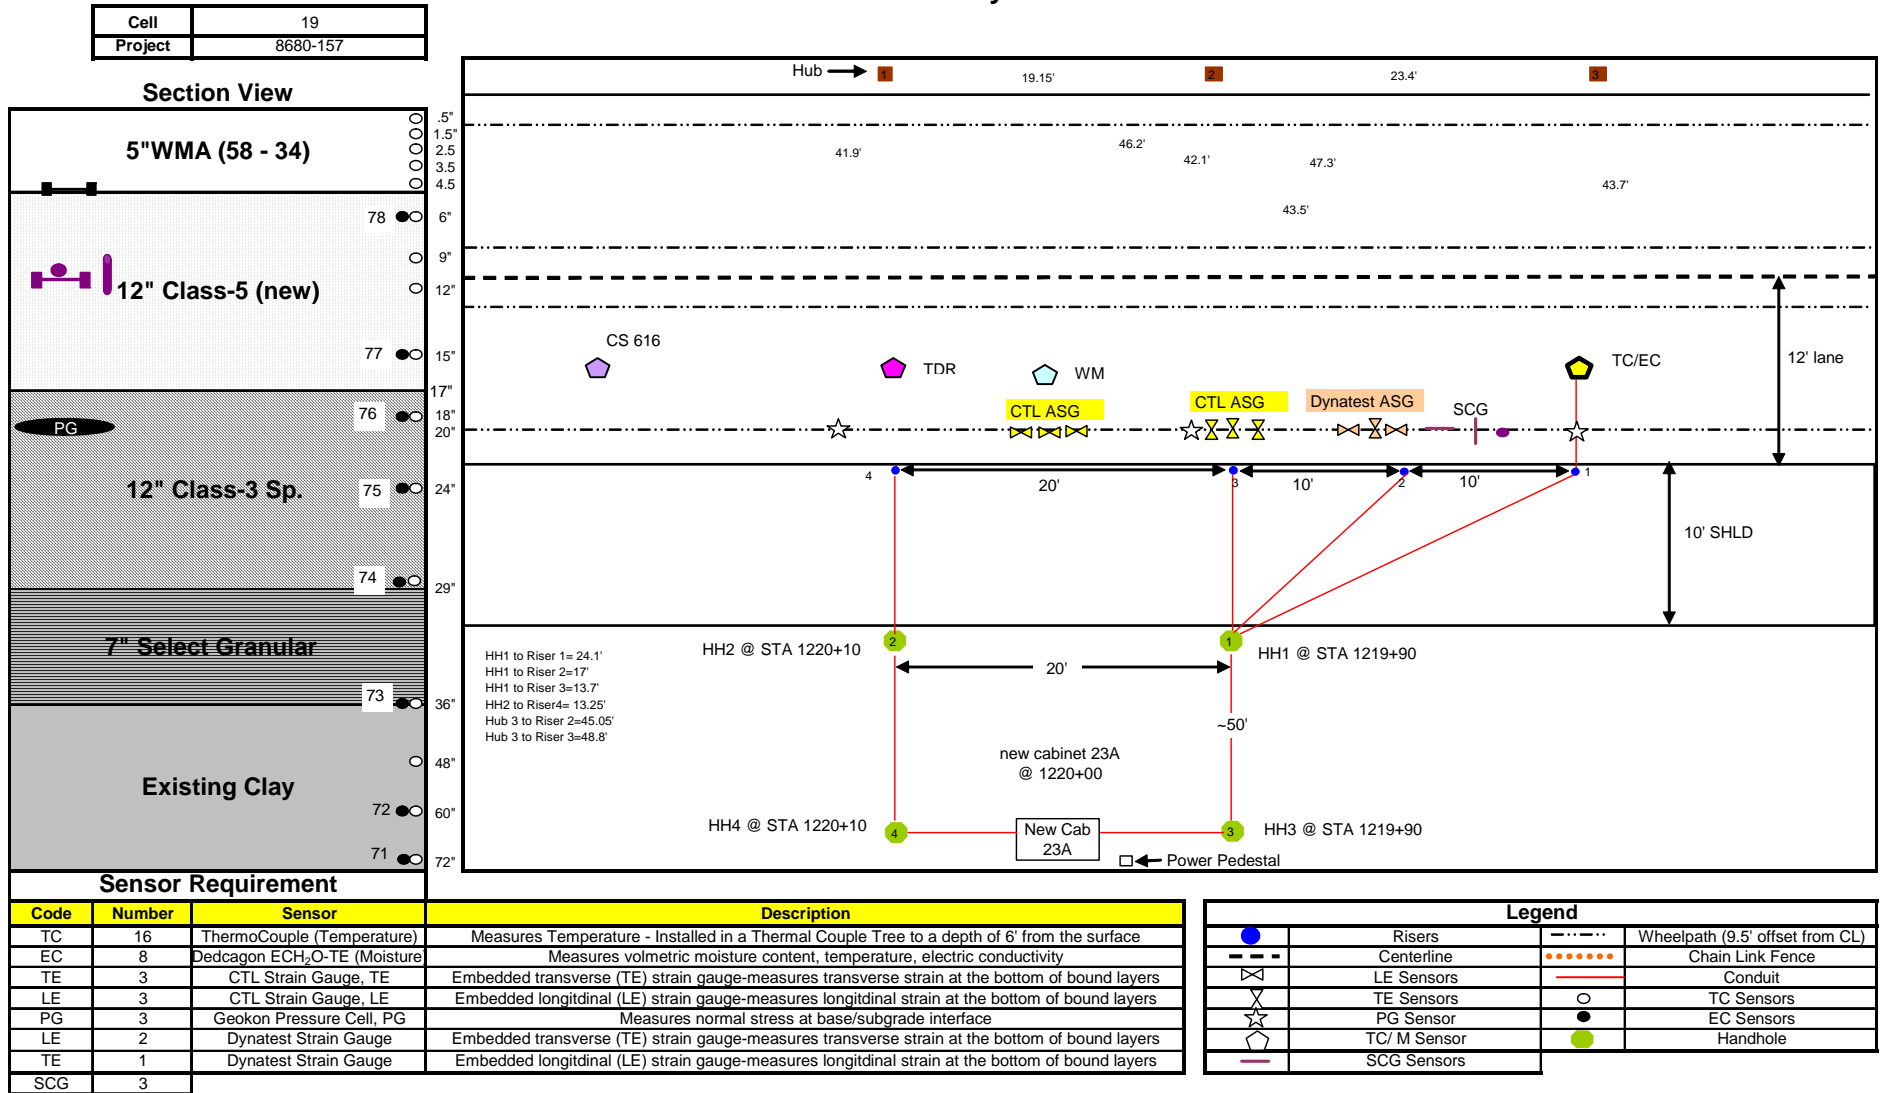 Cell 19
Project 8680-157
Section View
5"WMA (58 - 34)
12" Class-5 (new)
PG
12" Class-3 Sp.
7" Select Granular
Existing Clay
78
77
76
75
74
73
72
71
.5"
1.5"
2.5
3.5
4.5
6"
9"
12"
15"
17"
18"
20"
24"
29"
36"
48"
60"
72"
Hub 1 19.15' 2 23.4' 3
41.9' 46.2' 42.1' 47.3' 43.7'
43.5'
CS 616
TDR
WM
TC/EC
12' lane
CTL ASG
CTL ASG
Dynatest ASG
SCG
4 20' 3 10' 2 10' 1
10' SHLD
HH1 to Riser 1= 24.1'
HH1 to Riser 2=17'
HH1 to Riser 3=13.7'
HH2 to Riser4= 13.25'
Hub 3 to Riser 2=45.05'
Hub 3 to Riser 3=48.8'
HH2 @ STA 1220+10
2
1
HH1 @ STA 1219+90
20'
~50'
new cabinet 23A
@ 1220+00
HH4 @ STA 1220+10
4
New Cab
23A
3
HH3 @ STA 1219+90
Power Pedestal
Sensor Requirement
Code Number Sensor Description
TC 16 ThermoCouple (Temperature) Measures Temperature - Installed in a Thermal Couple Tree to a depth of 6' from the surface
EC 8 Dedcagon ECH2O-TE (Moisture Measures volmetric moisture content, temperature, electric conductivity
TE 3 CTL Strain Gauge, TE Embedded transverse (TE) strain gauge-measures transverse strain at the bottom of bound layers
LE 3 CTL Strain Gauge, LE Embedded longitdinal (LE) strain gauge-measures longitdinal strain at the bottom of bound layers
PG 3 Geokon Pressure Cell, PG Measures normal stress at base/subgrade interface
LE 2 Dynatest Strain Gauge Embedded transverse (TE) strain gauge-measures transverse strain at the bottom of bound layers
TE 1 Dynatest Strain Gauge Embedded longitdinal (LE) strain gauge-measures longitdinal strain at the bottom of bound layers
SCG 3
Legend
Risers Wheelpath (9.5' offset from CL)
Centerline Chain Link Fence
LE Sensors Conduit
TE Sensors TC Sensors
PG Sensor EC Sensors
TC/ M Sensor Handhole
SCG Sensors